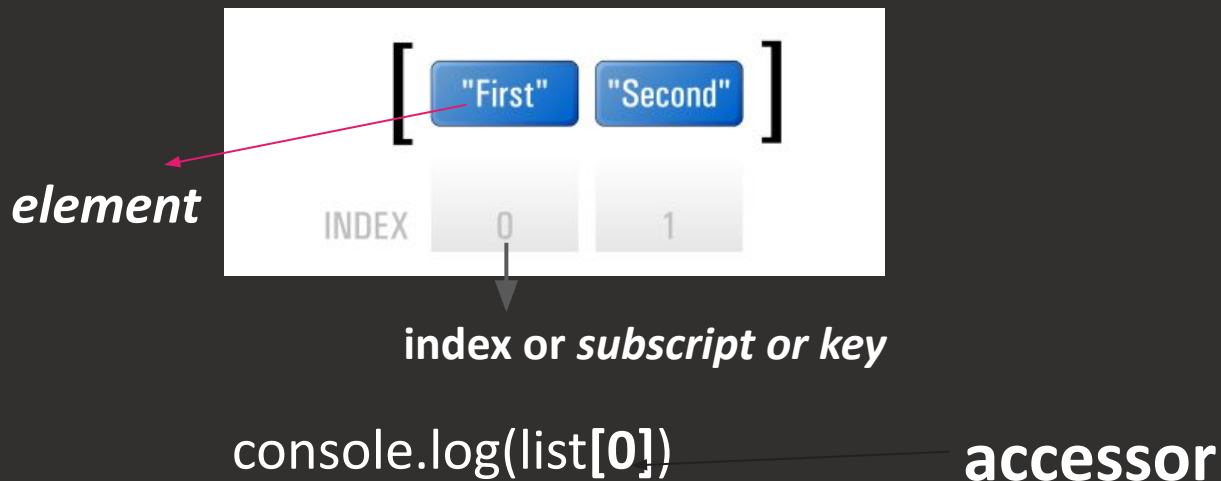 [ "First" "Second" ]
element
INDEX 0 1
index or subscript or key
console.log(list[0]) accessor